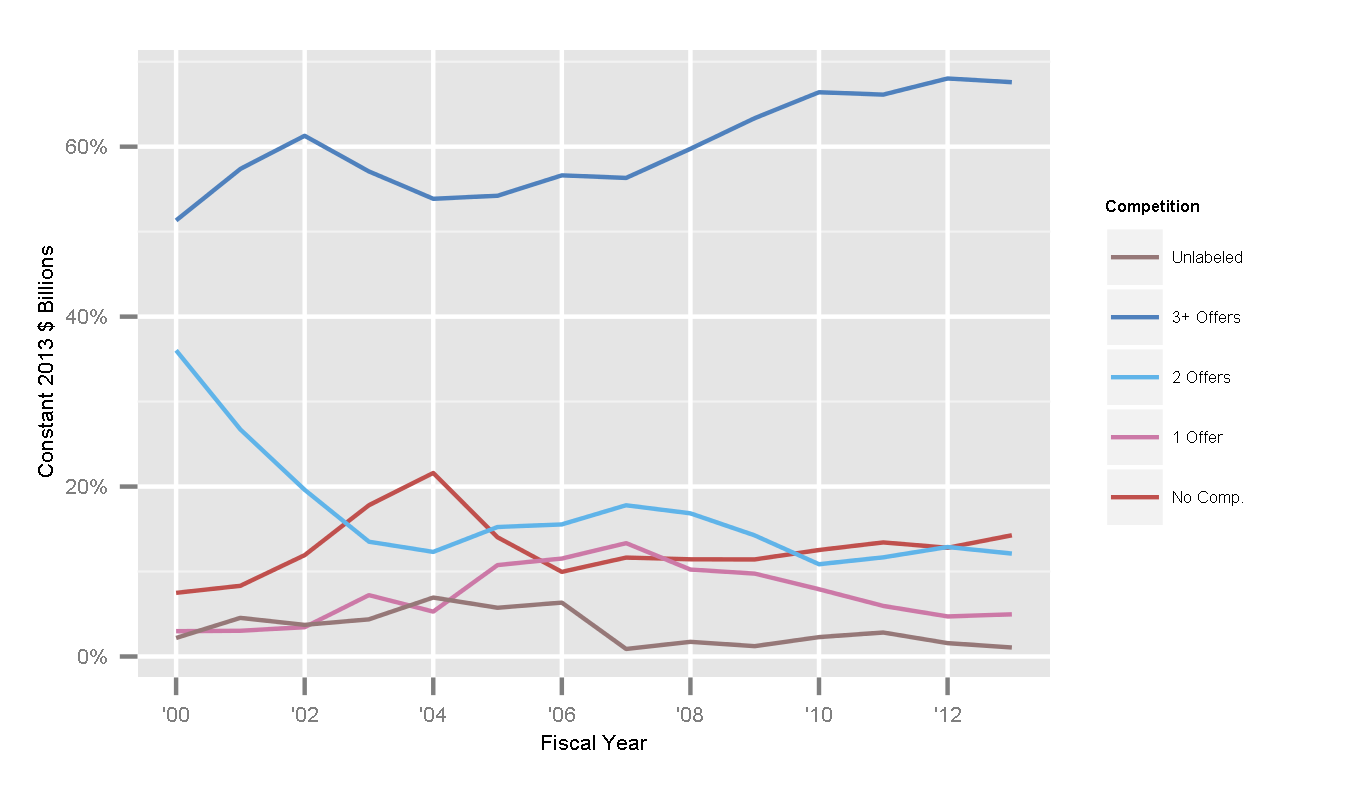 Constant 2013 $ Billions
60%
40%
20%
0%
'00 '02 '04 '06 '08 '10 '12
Fiscal Year
Competition
Unlabeled
3+ Offers
2 Offers
1 Offer
No Comp.